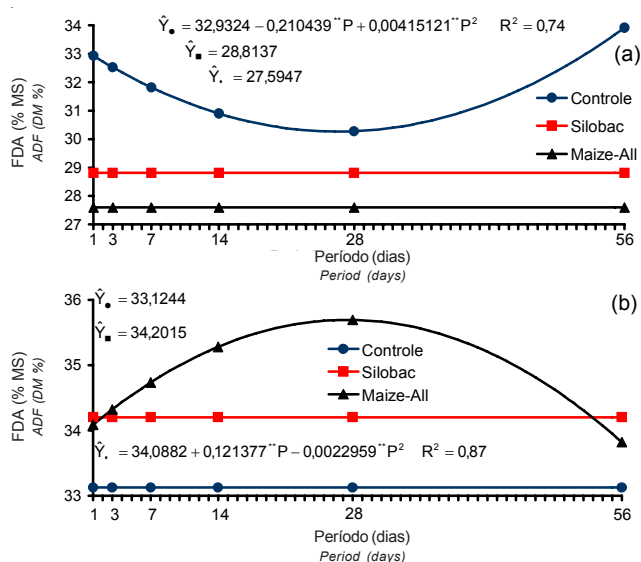 Ŷ● = 32,9324 − 0,210439**P + 0,00415121**P² R² = 0,74
Ŷ■ = 28,8137
Ŷ. = 27,5947
(a)
34
33
32
31
30
29
28
27
FDA (% MS)
ADF (DM %)
Controle
Silobac
Maize-All
1 3 7 14 28 56
Período (dias)
Period (days)
(b)
Ŷ● = 33,1244
Ŷ■ = 34,2015
36
35
34
33
FDA (% MS)
ADF (DM %)
Controle
Silobac
Maize-All
Ŷ. = 34,0882 + 0,121377**P − 0,0022959**P² R² = 0,87
1 3 7 14 28 56
Período (dias)
Period (days)